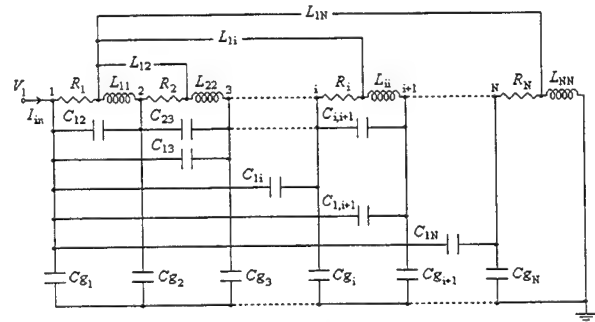 L1N
L1i
L12
V1 1 R1 L11 2 R2 L22 3 i Ri Lii i+1 N RN LNN
Iin
C12 C23 Ci,i+1
C13
C1i
C1,i+1
C1N
Cg1 Cg2 Cg3 Cgi Cgi+1 CgN